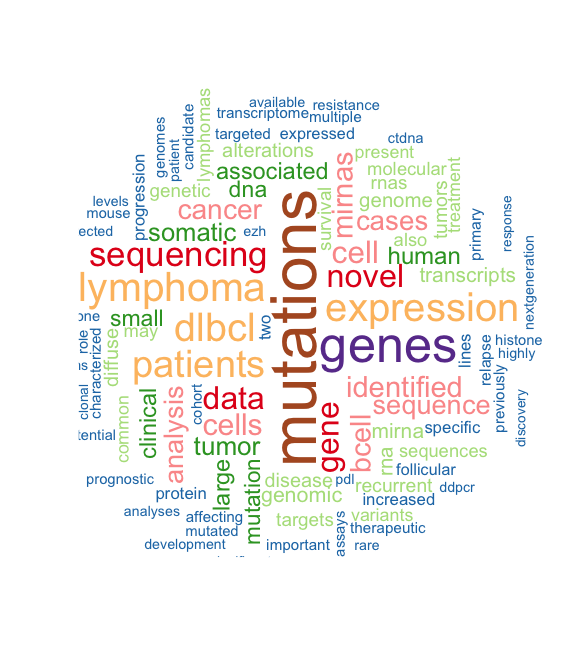 available
resistance
transcriptome
multiple
lymphomas
candidate
genomes
patient
targeted
expressed
ctdna
alterations
present
associated
mirnas
molecular
rnas
progression
genetic
dna
survival
genome
tumors
treatment
levels
mouse
cancer
cases
primary
response
somatic
ezh
also
human
sequencing
cell
novel
transcripts
nextgeneration
lymphoma
mutations
expression
small
may
dlbcl
two
genes
lines
histone
highly
role
characterized
diffuse
patients
relapse
previously
discovery
clonal
common
clinical
analysis
cohort
data
cells
gene
identified
sequence
bcell
mirna
specific
tumor
rna
sequences
follicular
prognostic
protein
large
mutation
disease
pdl
genomic
recurrent
ddpcr
increased
analyses
affecting
mutated
targets
variants
therapeutic
development
important
assays
rare